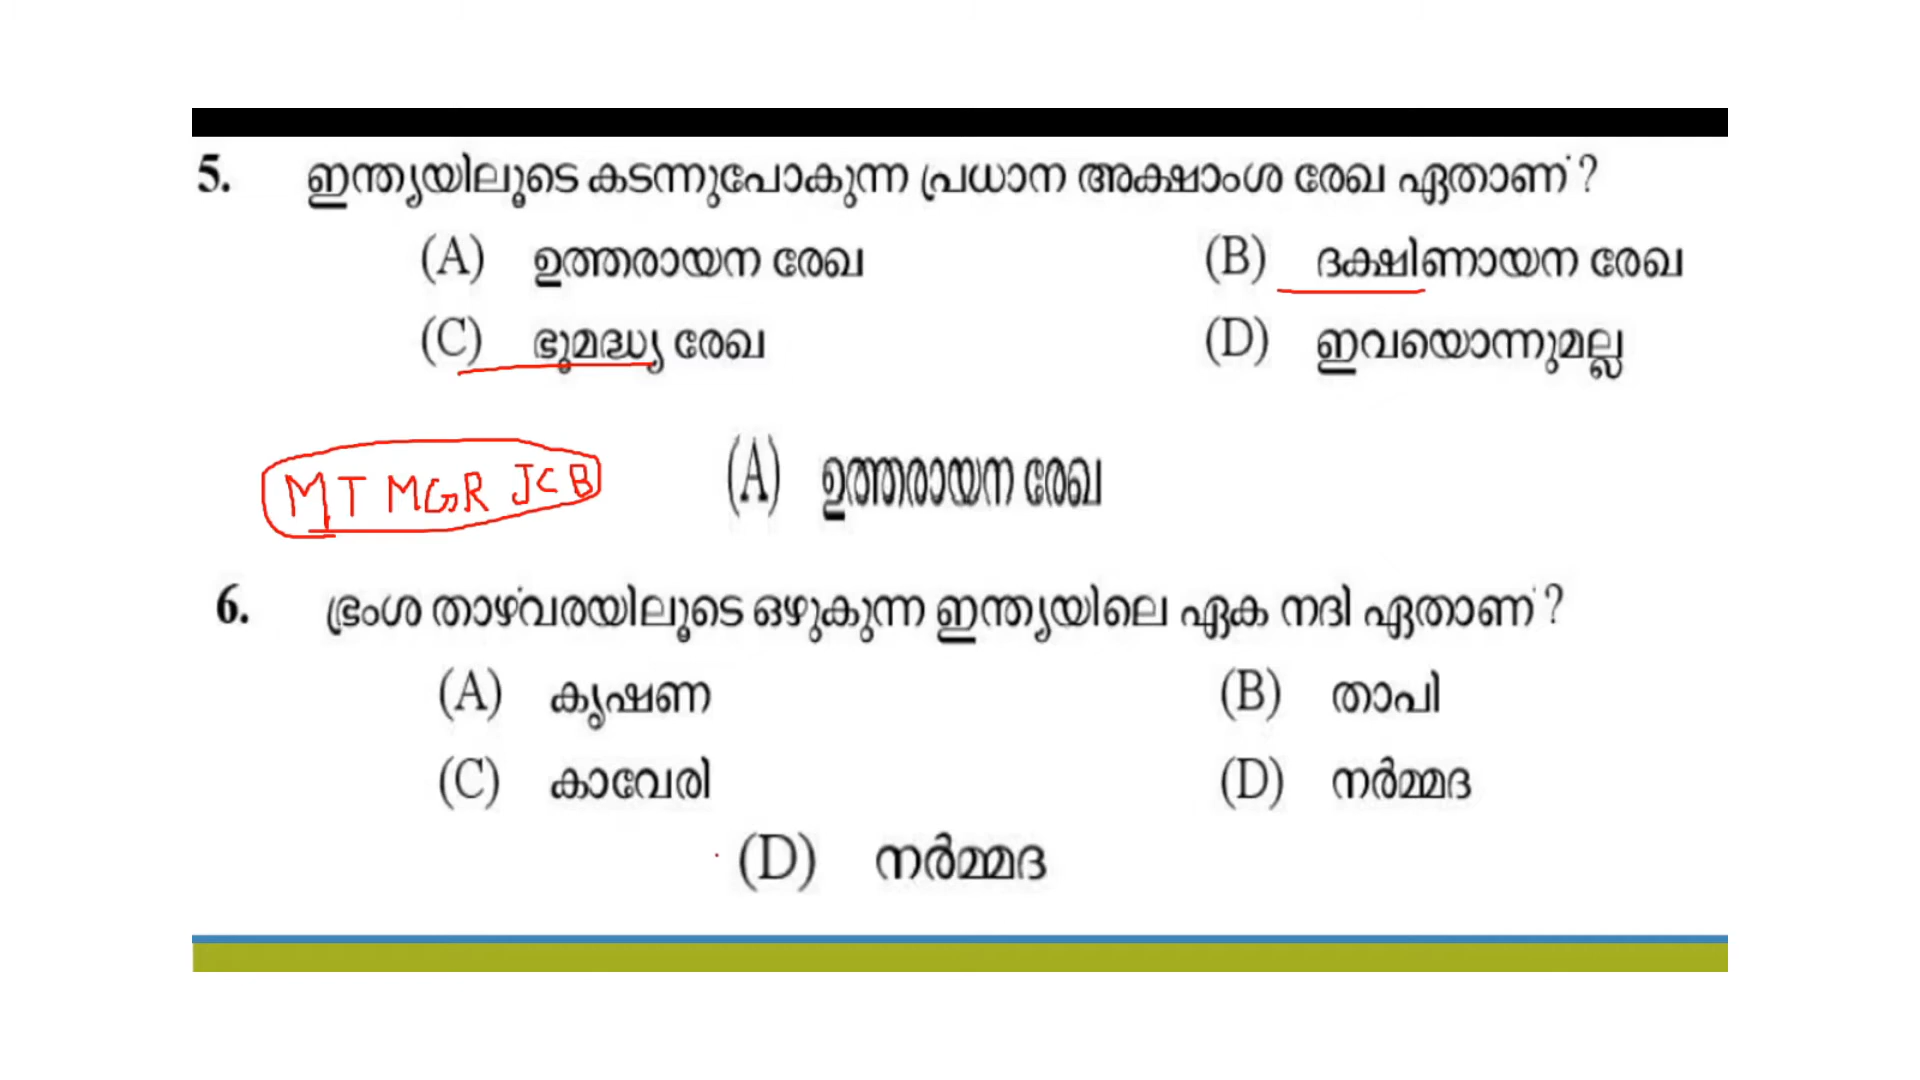 5. ഇന്ത്യയിലൂടെ കടന്നുപോകുന്ന പ്രധാന അക്ഷാംശ രേഖ ഏതാണ് ?
(A) ഉത്തരായന രേഖ (B) ദക്ഷിണായന രേഖ
(C) ഭൂമദ്ധ്യ രേഖ (D) ഇവയൊന്നുമല്ല
MT MGR JCB (A) ഉത്തരായന രേഖ
6. ഭ്രംശ താഴ്‌വരയിലൂടെ ഒഴുകുന്ന ഇന്ത്യയിലെ ഏക നദി ഏതാണ് ?
(A) കൃഷണ (B) താപി
(C) കാവേരി (D) നർമ്മദ
(D) നർമ്മദ